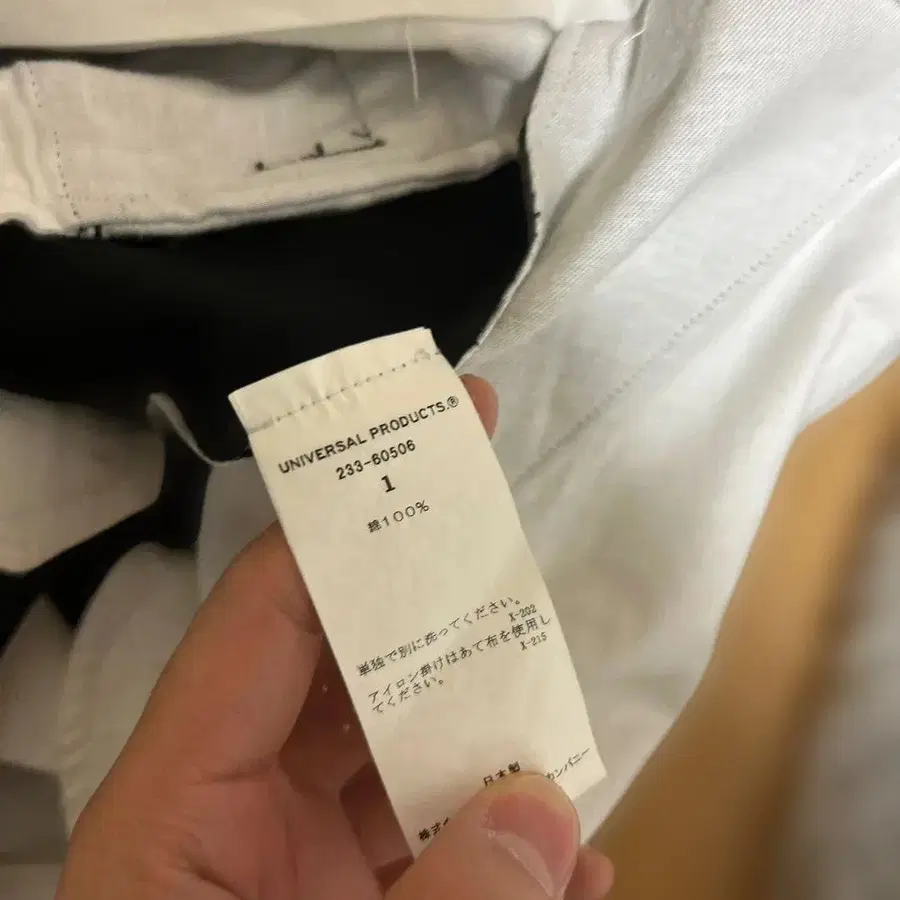 UNIVERSAL PRODUCTS.®
233-60506
1
綿100%
単独で別に洗ってください。
X-202
アイロン掛けはあて布を使用し
てください。
X-215
日本製
株式
カンパニー